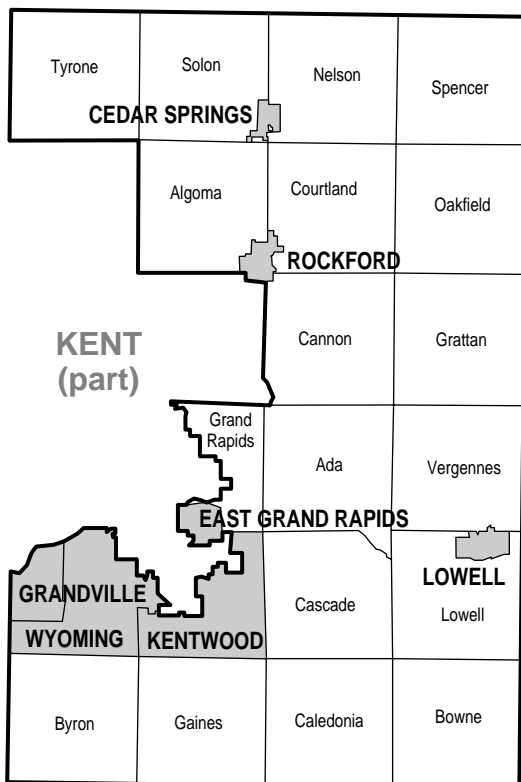 Tyrone
Solon
Nelson
Spencer
CEDAR SPRINGS
Algoma
Courtland
Oakfield
ROCKFORD
KENT
(part)
Cannon
Grattan
Grand
Rapids
Ada
Vergennes
EAST GRAND RAPIDS
GRANDVILLE
LOWELL
Cascade
Lowell
WYOMING
KENTWOOD
Byron
Gaines
Caledonia
Bowne